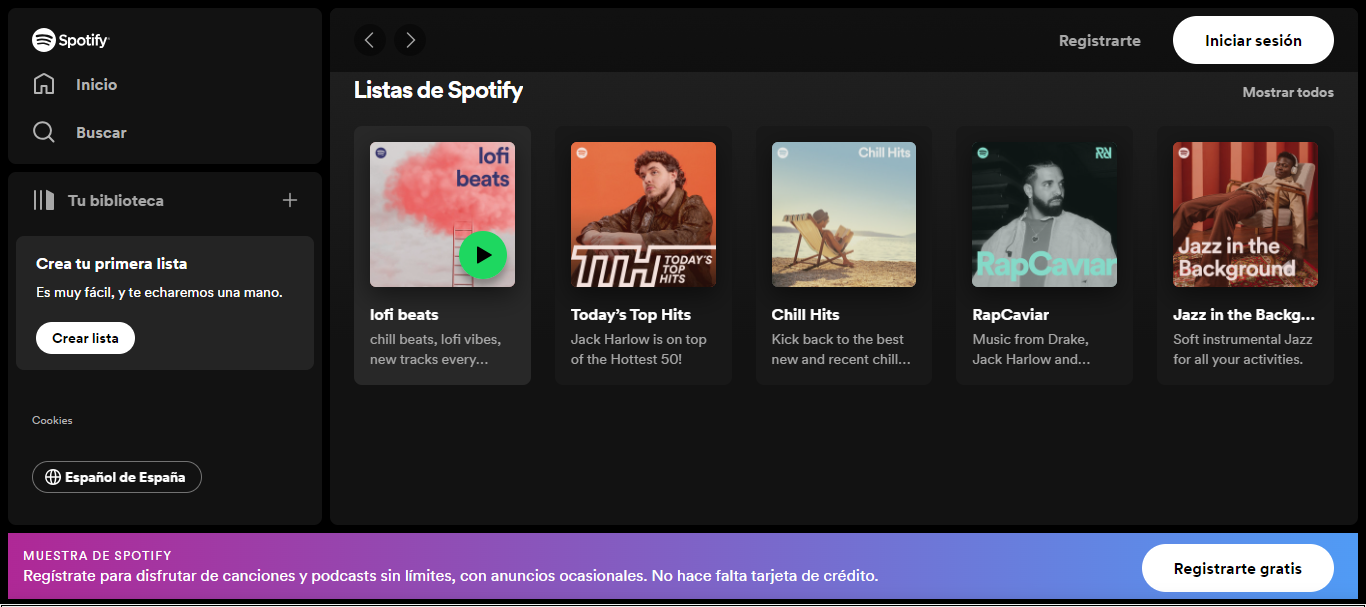 Spotify
Inicio
Buscar
Tu biblioteca
Crea tu primera lista
Es muy fácil, y te echaremos una mano.
Crear lista
Cookies
Español de España
Registrarte
Iniciar sesión
Listas de Spotify
Mostrar todos
lofi
beats
lofi beats
chill beats, lofi vibes,
new tracks every...
TTH TODAY'S
TOP
HITS
Today's Top Hits
Jack Harlow is on top
of the Hottest 50!
Chill Hits
Chill Hits
Kick back to the best
new and recent chill...
RapCaviar
RapCaviar
Music from Drake,
Jack Harlow and...
Jazz in the
Background
Jazz in the Backg...
Soft instrumental Jazz
for all your activities.
MUESTRA DE SPOTIFY
Regístrate para disfrutar de canciones y podcasts sin límites, con anuncios ocasionales. No hace falta tarjeta de crédito.
Registrarte gratis